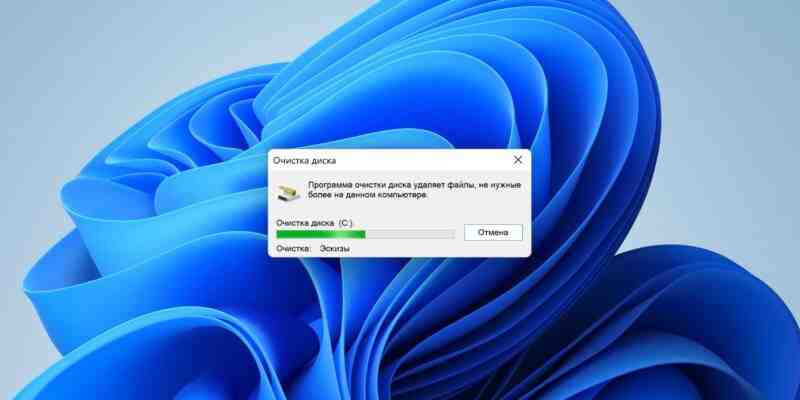 Очистка диска
Программа очистки диска удаляет файлы, не нужные
более на данном компьютере.
Очистка диска (C:).
Отмена
Очистка: Эскизы